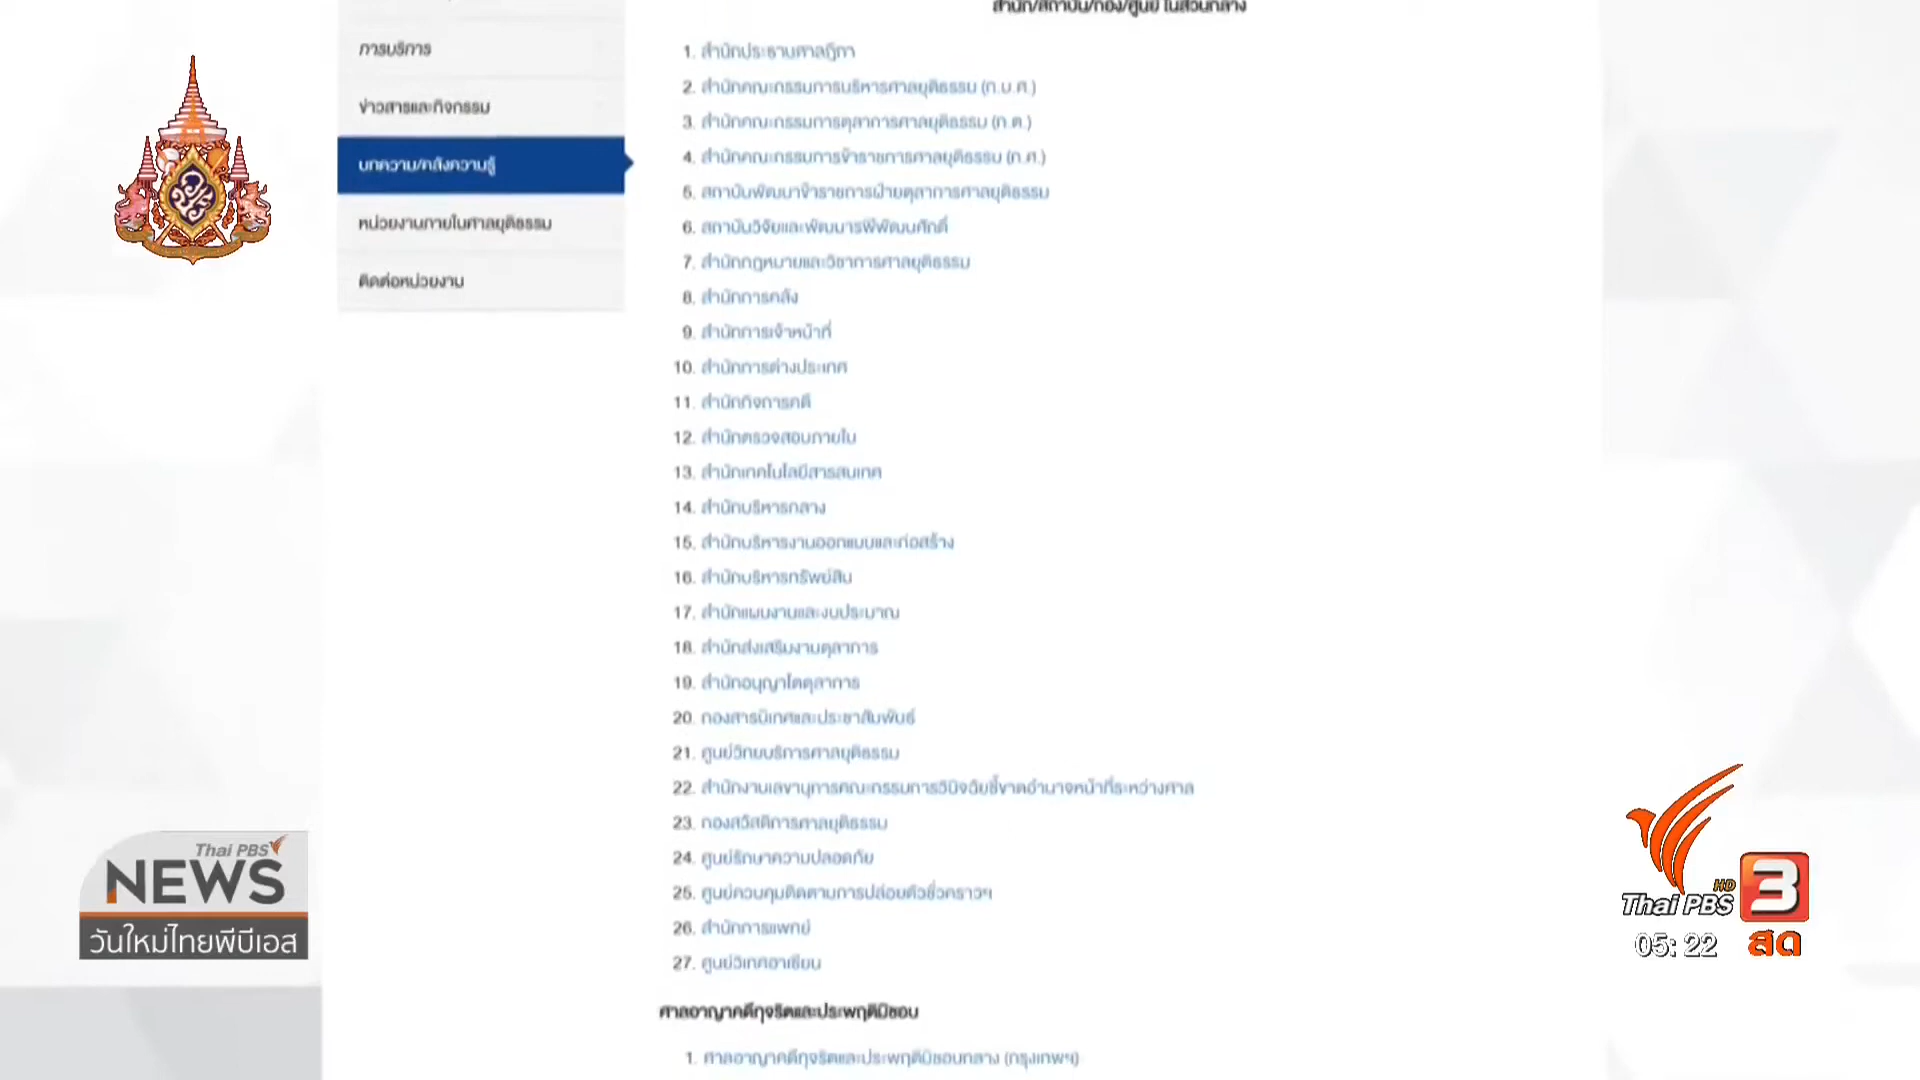 สำนัก/สถาบัน/กอง/ศูนย์ ในส่วนกลาง
การบริการ
ข่าวสารและกิจกรรม
บทความ/คลังความรู้
หน่วยงานภายในศาลยุติธรรม
ติดต่อหน่วยงาน
1. สำนักประธานศาลฎีกา
2. สำนักคณะกรรมการบริหารศาลยุติธรรม (ก.บ.ศ.)
3. สำนักคณะกรรมการตุลาการศาลยุติธรรม (ก.ต.)
4. สำนักคณะกรรมการข้าราชการศาลยุติธรรม (ก.ศ.)
5. สถาบันพัฒนาข้าราชการฝ่ายตุลาการศาลยุติธรรม
6. สถาบันวิจัยและพัฒนารพีพัฒนศักดิ์
7. สำนักกฎหมายและวิชาการศาลยุติธรรม
8. สำนักการคลัง
9. สำนักการเจ้าหน้าที่
10. สำนักการต่างประเทศ
11. สำนักกิจการคดี
12. สำนักตรวจสอบภายใน
13. สำนักเทคโนโลยีสารสนเทศ
14. สำนักบริหารกลาง
15. สำนักบริหารงานออกแบบและก่อสร้าง
16. สำนักบริหารทรัพย์สิน
17. สำนักแผนงานและงบประมาณ
18. สำนักส่งเสริมงานตุลาการ
19. สำนักอนุญาโตตุลาการ
20. กองสารนิเทศและประชาสัมพันธ์
21. ศูนย์วิทยบริการศาลยุติธรรม
22. สำนักงานเลขานุการคณะกรรมการวินิจฉัยชี้ขาดอำนาจหน้าที่ระหว่างศาล
23. กองสวัสดิการศาลยุติธรรม
24. ศูนย์รักษาความปลอดภัย
25. ศูนย์ควบคุมติดตามการปล่อยตัวชั่วคราวฯ
26. สำนักการแพทย์
27. ศูนย์วิเทศอาเซียน
ศาลอาญาคดีทุจริตและประพฤติมิชอบ
1. ศาลอาญาคดีทุจริตและประพฤติมิชอบกลาง (กรุงเทพฯ)
Thai PBS
NEWS
วันใหม่ไทยพีบีเอส
Thai PBS HD 3
05:22 สด